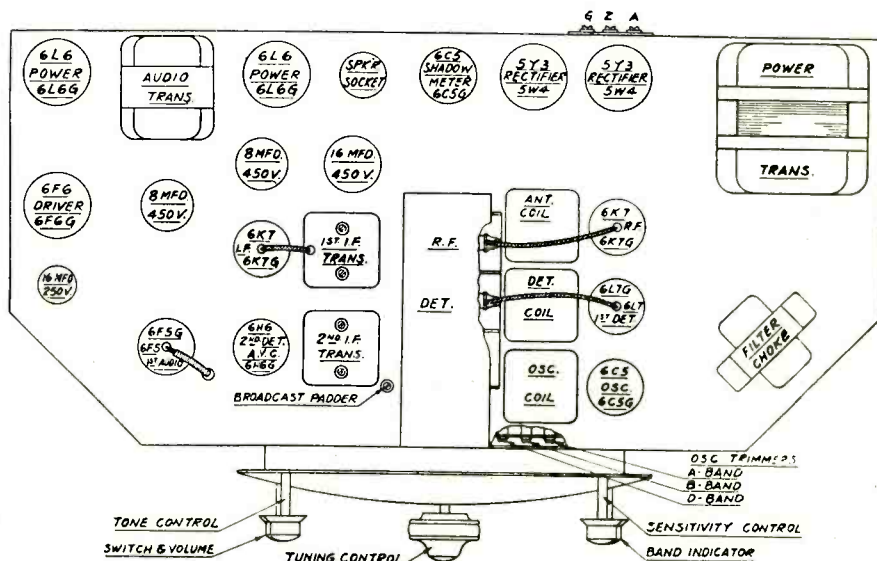 G Z A
6L6
POWER
6L6G
AUDIO
TRANS.
6L6
POWER
6L6G
SPK'R
SOCKET
6C5
SHADOW
METER
6C5G
5Y3
RECTIFIER
5W4
5Y3
RECTIFIER
5W4
POWER
TRANS.
8 MFD.
450 V.
16 MFD.
450 V.
6F6
DRIVER
6F6G
8 MFD
450 V.
16 MFD
250 V.
6K7
I.F.
6K7G
1ST I.F.
TRANS.
R.F.
DET.
ANT.
COIL
6K7
R.F.
6K7G
DET.
COIL
6L7G
6L7
1ST DET.
6F5G
6F5
1ST AUDIO
6H6
2ND DET.
A.V.C.
6H6G
2ND I.F.
TRANS.
OSC.
COIL
6C5
OSC.
6C5G
FILTER
CHOKE
BROADCAST PADDER
OSC TRIMMERS
A-BAND
B-BAND
D-BAND
TONE CONTROL
SENSITIVITY CONTROL
SWITCH & VOLUME
TUNING CONTROL
BAND INDICATOR